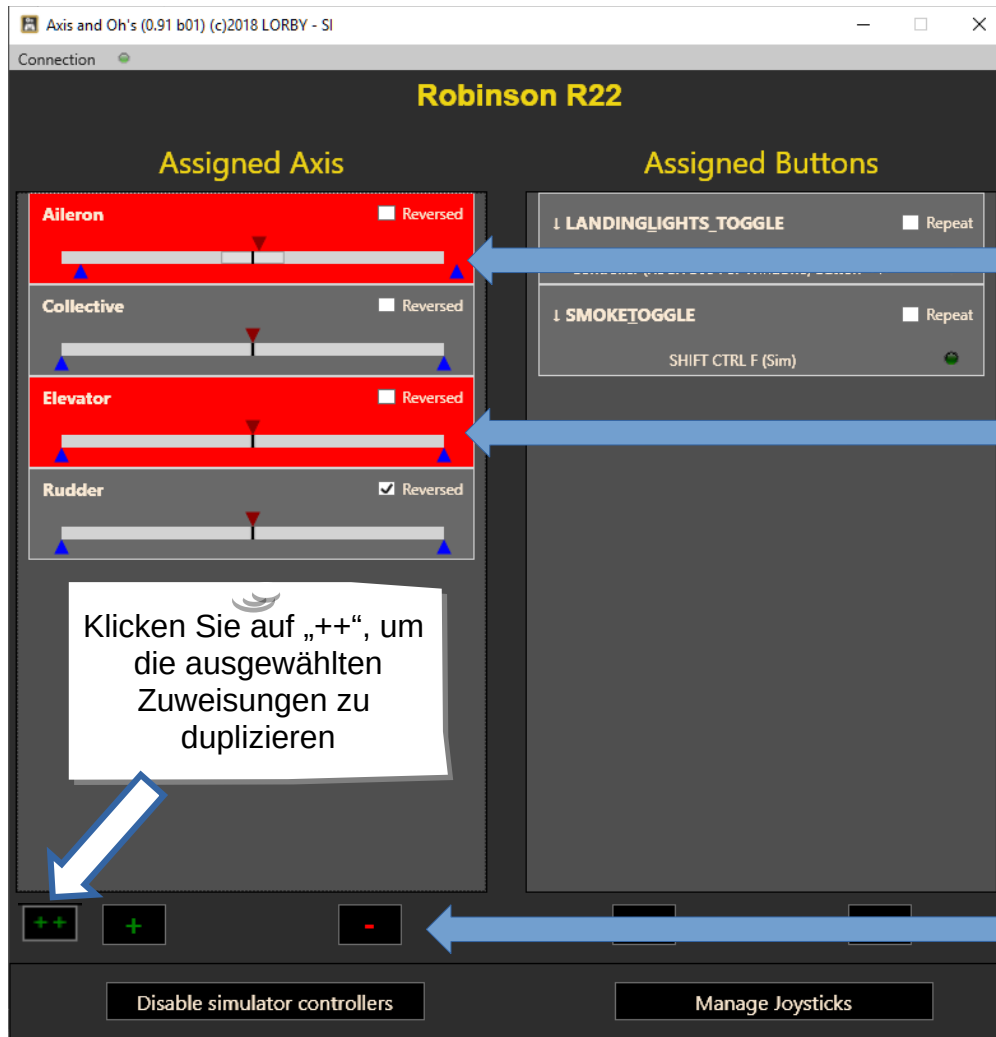 Axis and Oh's (0.91 b01) (c)2018 LORBY - SI
Connection
Robinson R22
Assigned Axis
Assigned Buttons
Aileron
Reversed
Collective
Reversed
Elevator
Reversed
Rudder
Reversed
↓ LANDINGLIGHTS_TOGGLE
Repeat
↓ SMOKETOGGLE
Repeat
SHIFT CTRL F (Sim)
Klicken Sie auf „++“, um
die ausgewählten
Zuweisungen zu
duplizieren
++
+
-
Disable simulator controllers
Manage Joysticks